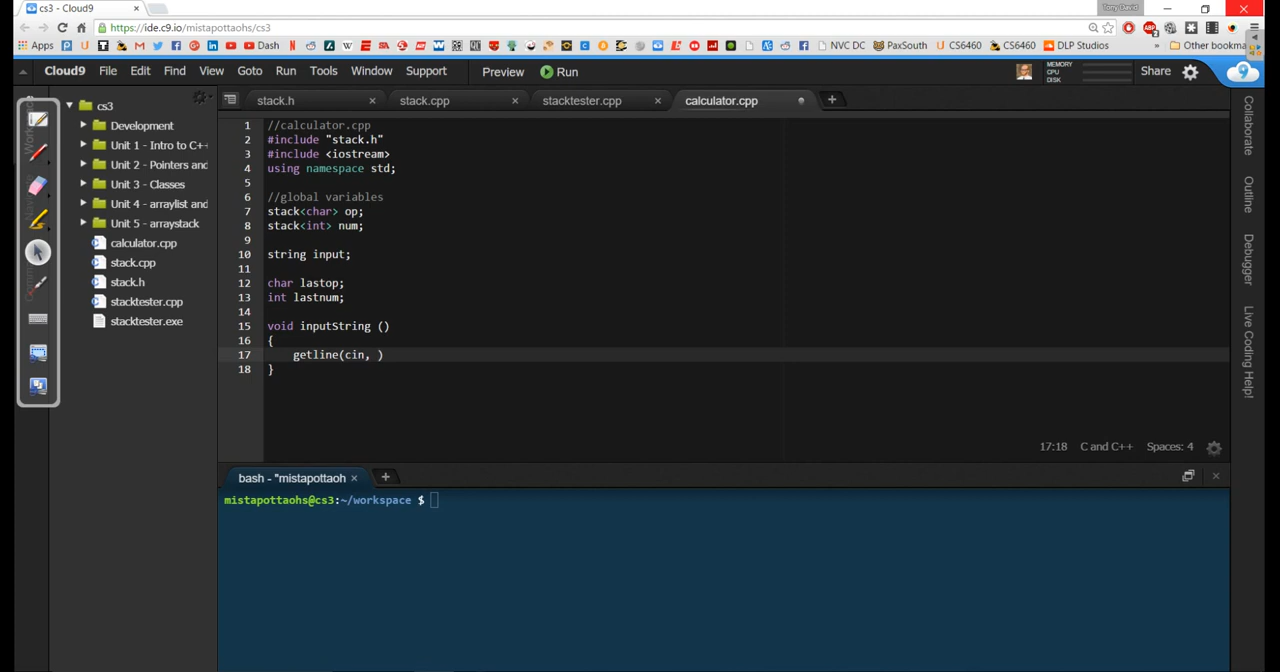 cs3 - Cloud9
Tony David
https://ide.c9.io/mistapottaohs/cs3
Apps
Dash
NVC DC
PaxSouth
CS6460
CS6460
DLP Studios
»
Other bookma
Cloud9 File Edit Find View Goto Run Tools Window Support Preview Run
MEMORY
CPU
DISK
Share
cs3
Development
Unit 1 - Intro to C++
Unit 2 - Pointers and
Unit 3 - Classes
Unit 4 - arraylist and
Unit 5 - arraystack
calculator.cpp
stack.cpp
stack.h
stacktester.cpp
stacktester.exe
stack.h
stack.cpp
stacktester.cpp
calculator.cpp
1 //calculator.cpp
2 #include "stack.h"
3 #include <iostream>
4 using namespace std;
5
6 //global variables
7 stack<char> op;
8 stack<int> num;
9
10 string input;
11
12 char lastop;
13 int lastnum;
14
15 void inputString ()
16 {
17 getline(cin, )
18 }
17:18 C and C++ Spaces: 4
bash - "mistapottaoh
mistapottaohs@cs3:~/workspace $
Collaborate
Outline
Debugger
Live Coding Help!